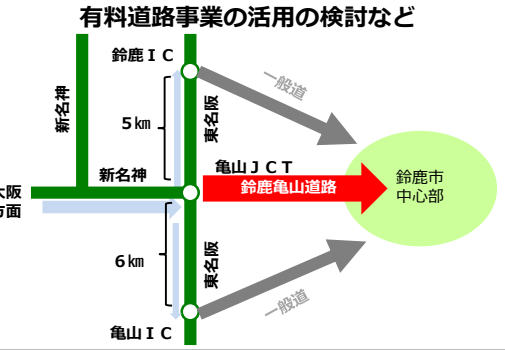 有料道路事業の活用の検討など
鈴鹿ＩＣ
一般道
新名神
5㎞
東名阪
新名神
亀山ＪＣＴ
鈴鹿亀山道路
鈴鹿市
中心部
大阪
方面
6㎞
東名阪
一般道
亀山ＩＣ